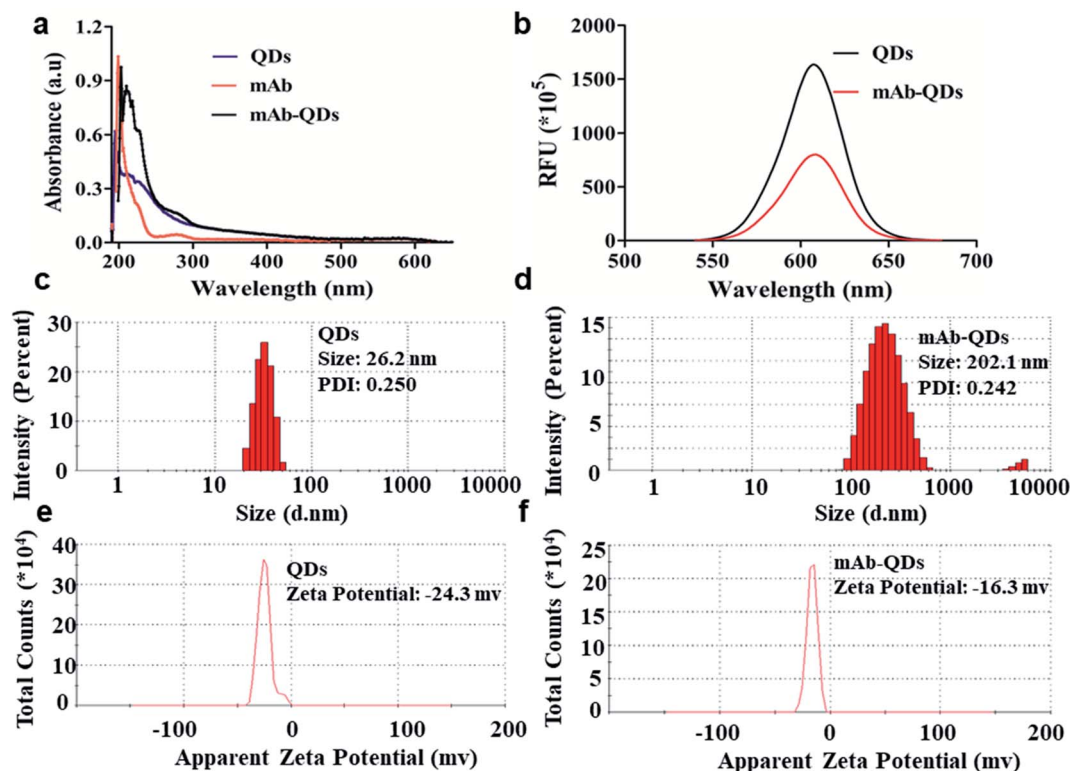 a
1.2
0.9
0.6
0.3
0.0
Absorbance (a.u)
QDs
mAb
mAb-QDs
200 300 400 500 600
Wavelength (nm)
b
2000
1500
1000
500
0
RFU (*10⁵)
QDs
mAb-QDs
500 550 600 650 700
Wavelength (nm)
c
30
20
10
0
Intensity (Percent)
QDs
Size: 26.2 nm
PDI: 0.250
1 10 100 1000 10000
Size (d.nm)
d
15
10
5
5
0
Intensity (Percent)
mAb-QDs
Size: 202.1 nm
PDI: 0.242
1 10 100 1000 10000
Size (d.nm)
e
40
30
20
10
0
Total Counts (*10⁴)
QDs
Zeta Potential: -24.3 mv
-100 0 100 200
Apparent Zeta Potential (mv)
f
25
20
15
10
5
0
Total Counts (*10⁴)
mAb-QDs
Zeta Potential: -16.3 mv
-100 0 100 200
Apparent Zeta Potential (mv)